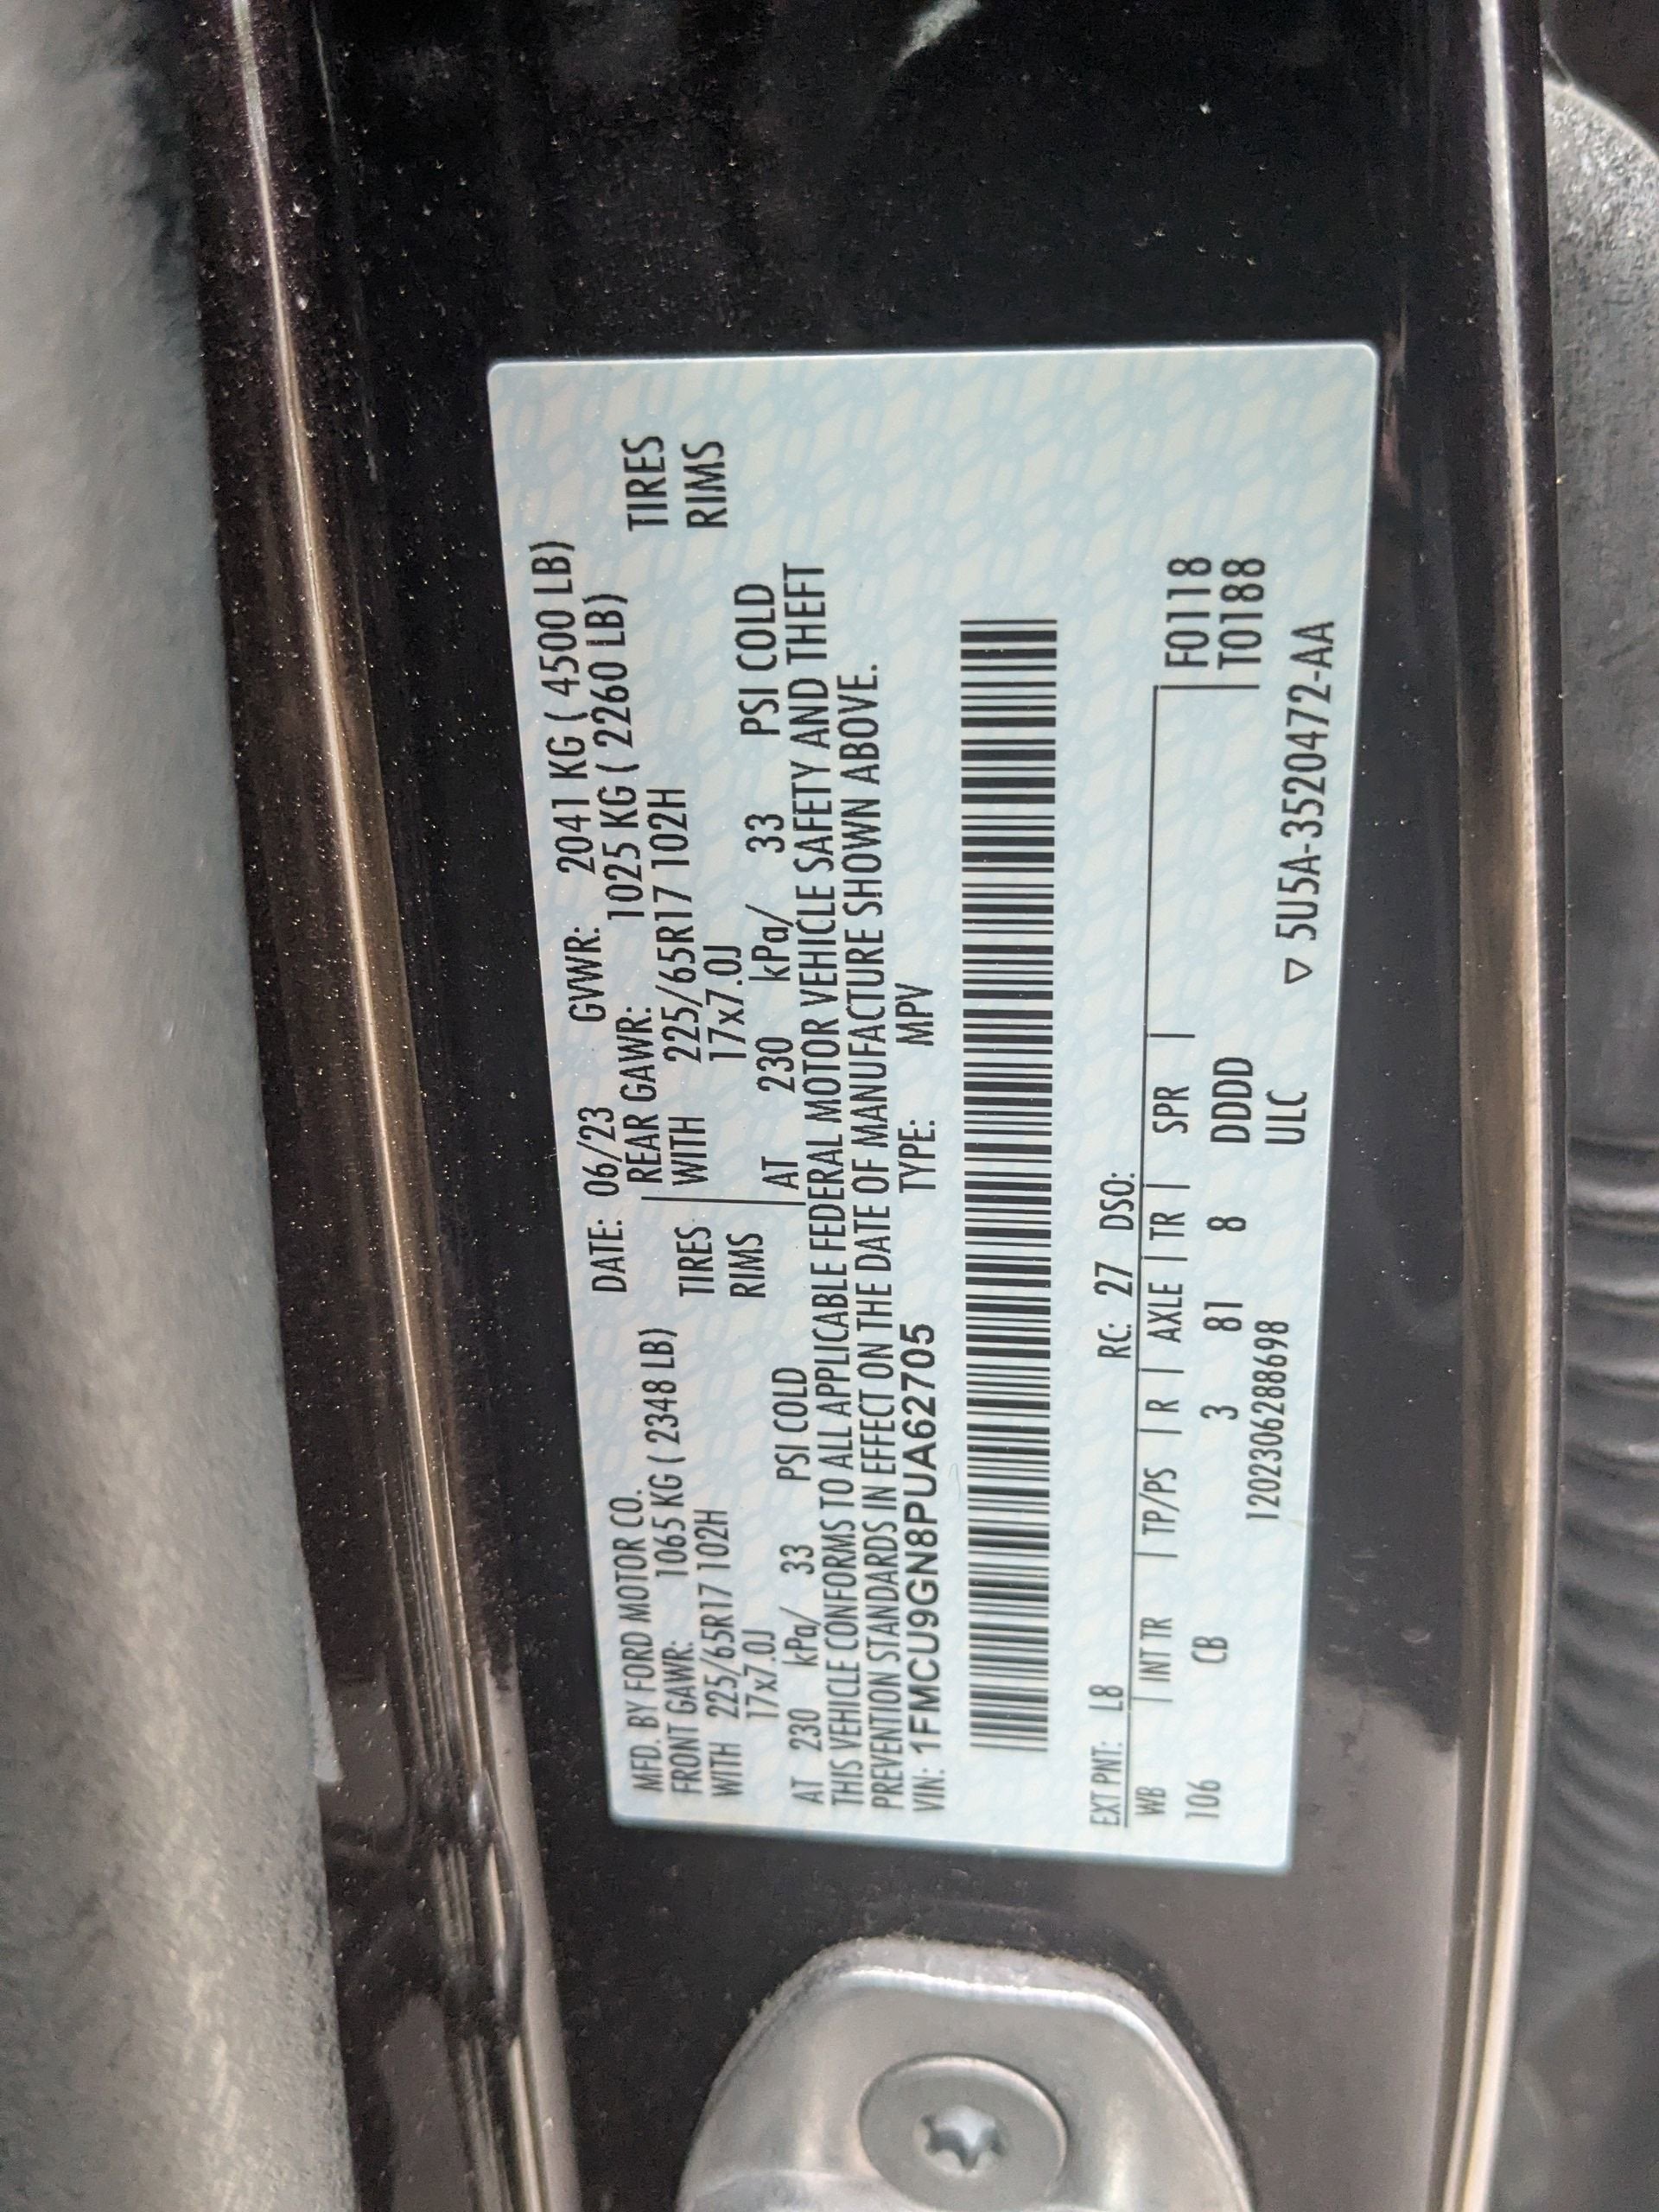 MFD. BY FORD MOTOR CO. DATE: 06/23 GVWR: 2041 KG ( 4500 LB)
FRONT GAWR: 1065 KG ( 2348 LB) REAR GAWR: 1025 KG ( 2260 LB)
WITH 225/65R17 102H TIRES WITH 225/65R17 102H TIRES
17x7.0J RIMS 17x7.0J RIMS
AT 230 kPa/ 33 PSI COLD AT 230 kPa/ 33 PSI COLD
THIS VEHICLE CONFORMS TO ALL APPLICABLE FEDERAL MOTOR VEHICLE SAFETY AND THEFT
PREVENTION STANDARDS IN EFFECT ON THE DATE OF MANUFACTURE SHOWN ABOVE.
VIN: 1FMCU9GN8PUA62705 TYPE: MPV
EXT PNT: L8 RC: 27 DSO:
WB | INT TR | TP/PS | R | AXLE | TR | SPR | F0118
106 CB 3 81 8 DDDD T0188
1202306288698 ULC ▽ 5U5A-3520472-AA